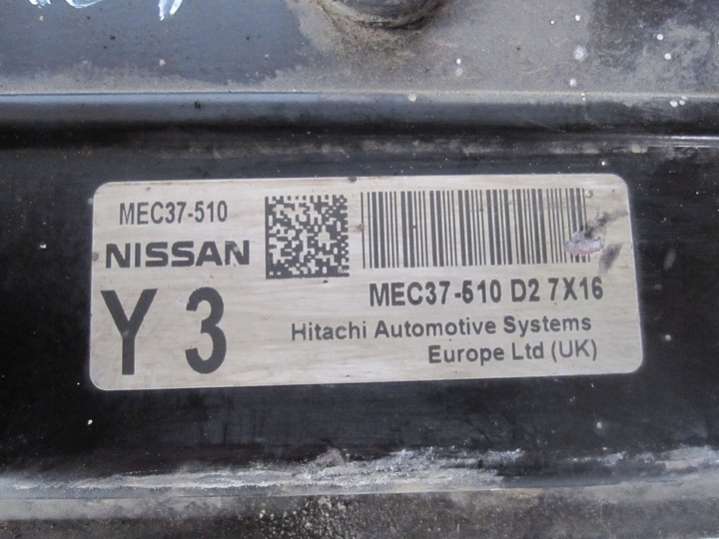 MEC37-510
NISSAN
Y 3
MEC37-510 D2 7X16
Hitachi Automotive Systems
Europe Ltd (UK)